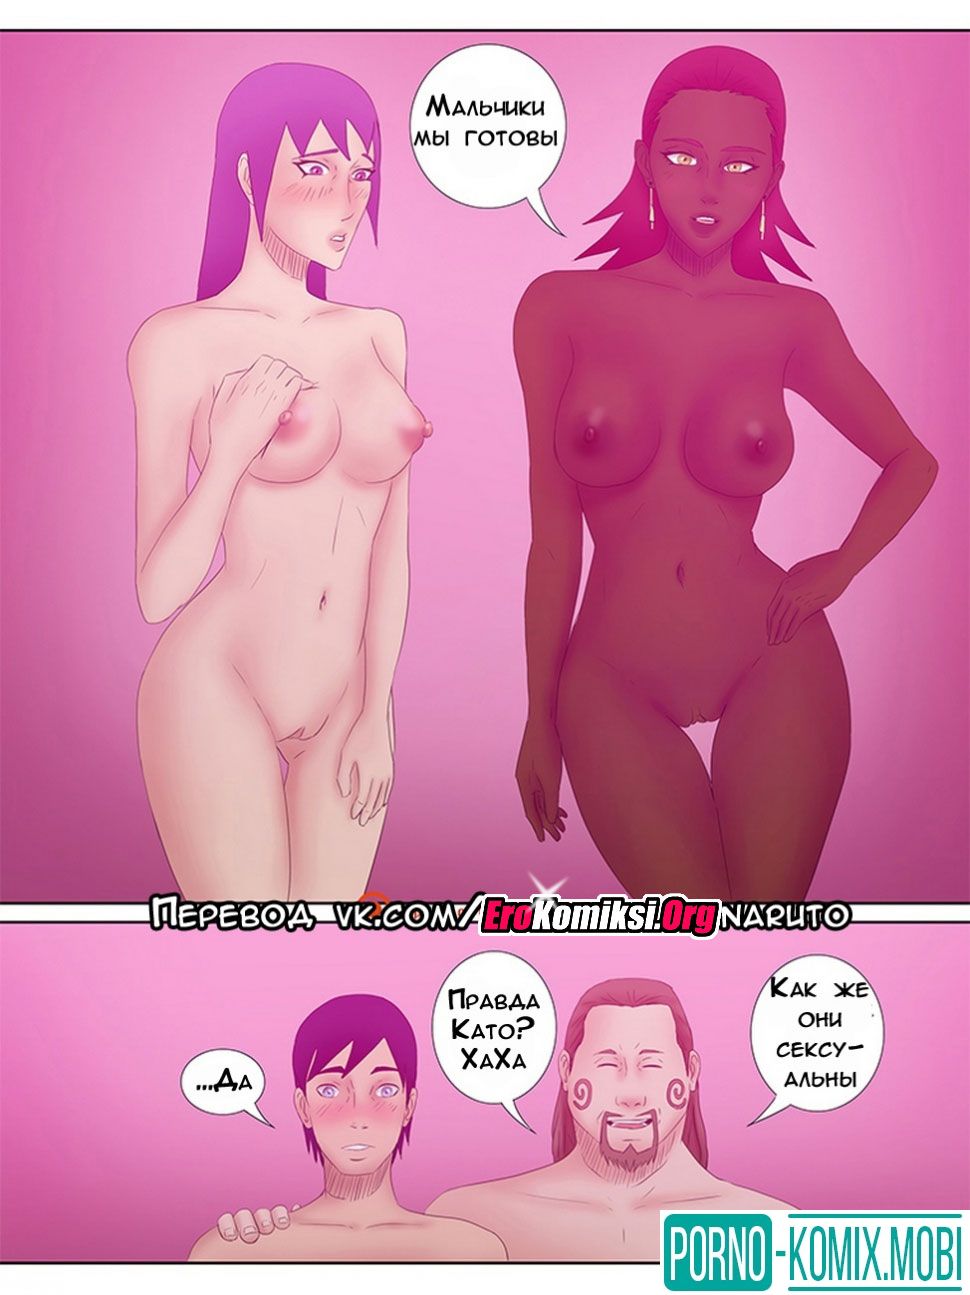 Мальчики
мы готовы
Перевод vk.com/
EroKomiksi.Org
naruto
...Да
Правда
Като?
ХаХа
Как же
они
сексу-
альны
PORNO-KOMIX.MOBI